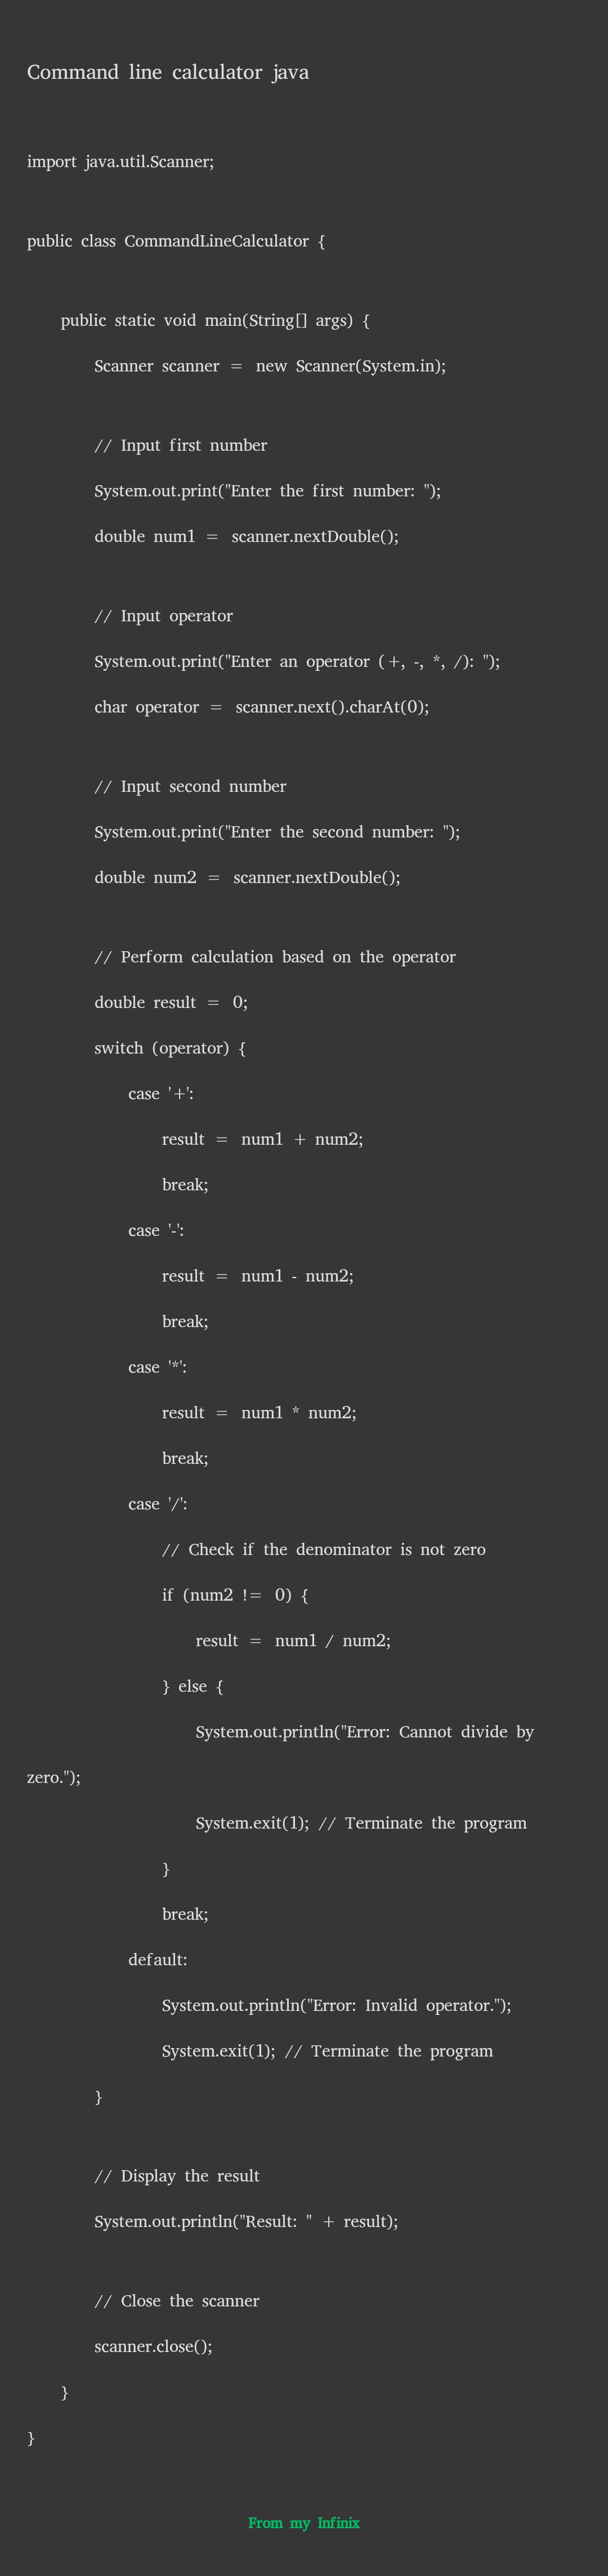 Command line calculator java
import java.util.Scanner;
public class CommandLineCalculator {
    public static void main(String[] args) {
        Scanner scanner = new Scanner(System.in);
        // Input first number
        System.out.print("Enter the first number: ");
        double num1 = scanner.nextDouble();
        // Input operator
        System.out.print("Enter an operator (+, -, *, /): ");
        char operator = scanner.next().charAt(0);
        // Input second number
        System.out.print("Enter the second number: ");
        double num2 = scanner.nextDouble();
        // Perform calculation based on the operator
        double result = 0;
        switch (operator) {
            case '+':
                result = num1 + num2;
                break;
            case '-':
                result = num1 - num2;
                break;
            case '*':
                result = num1 * num2;
                break;
            case '/':
                // Check if the denominator is not zero
                if (num2 != 0) {
                    result = num1 / num2;
                } else {
                    System.out.println("Error: Cannot divide by
zero.");
                    System.exit(1); // Terminate the program
                }
                break;
            default:
                System.out.println("Error: Invalid operator.");
                System.exit(1); // Terminate the program
        }
        // Display the result
        System.out.println("Result: " + result);
        // Close the scanner
        scanner.close();
    }
}
From my Infinix